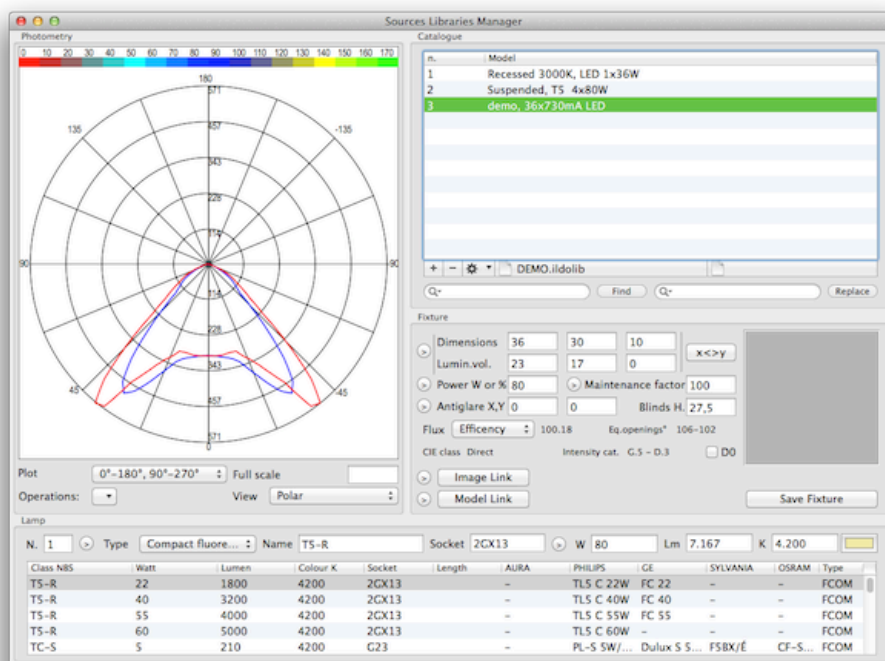 Sources Libraries Manager
Photometry
0 10 20 30 40 50 60 70 80 90 100 110 120 130 140 150 160 170
180
571
135 -135
457
343
228
114
90 -90
114
228
343
45 -45
457
571
0
Plot 0°-180°, 90°-270° Full scale
Operations: View Polar
Catalogue
n. Model
1 Recessed 3000K, LED 1x36W
2 Suspended, T5 4x80W
3 demo, 36x730mA LED
+ - DEMO.ildolib
Find Replace
Fixture
> Dimensions 36 30 10 x<>y
Lumin.vol. 23 17 0
> Power W or % 80 > Maintenance factor 100
> Antiglare X,Y 0 0 Blinds H. 27,5
Flux Efficency 100.18 Eq.openings° 106-102
CIE class Direct Intensity cat. G.5 - D.3 D0
> Image Link
> Model Link Save Fixture
Lamp
N. 1 > Type Compact fluore... Name T5-R Socket 2GX13 > W 80 Lm 7.167 K 4.200
Class NBS Watt Lumen Colour K Socket Length AURA PHILIPS GE SYLVANIA OSRAM Type
T5-R 22 1800 4200 2GX13 - TL5 C 22W FC 22 - - FCOM
T5-R 40 3200 4200 2GX13 - TL5 C 40W FC 40 - - FCOM
T5-R 55 4000 4200 2GX13 - TL5 C 55W FC 55 - - FCOM
T5-R 60 5000 4200 2GX13 - TL5 C 60W - - - FCOM
TC-S 5 210 4200 G23 - PL-S 5W/... Dulux S 5... F5BX/É CF-S... FCOM